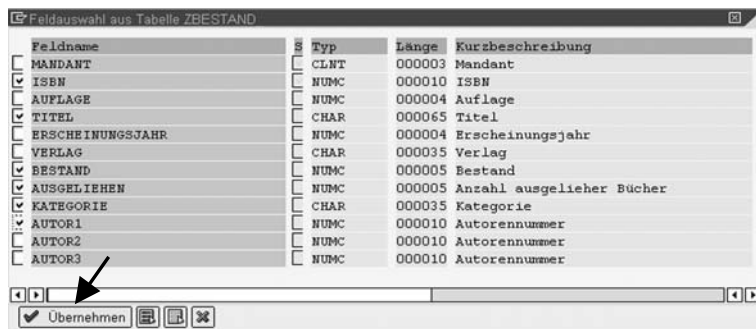 Feldauswahl aus Tabelle ZBESTAND
Feldname S Typ Länge Kurzbeschreibung
MANDANT CLNT 000003 Mandant
ISBN NUMC 000010 ISBN
AUFLAGE NUMC 000004 Auflage
TITEL CHAR 000065 Titel
ERSCHEINUNGSJAHR NUMC 000004 Erscheinungsjahr
VERLAG CHAR 000035 Verlag
BESTAND NUMC 000005 Bestand
AUSGELIEHEN NUMC 000005 Anzahl ausgelieher Bücher
KATEGORIE CHAR 000035 Kategorie
AUTOR1 NUMC 000010 Autorennummer
AUTOR2 NUMC 000010 Autorennummer
AUTOR3 NUMC 000010 Autorennummer
Übernehmen